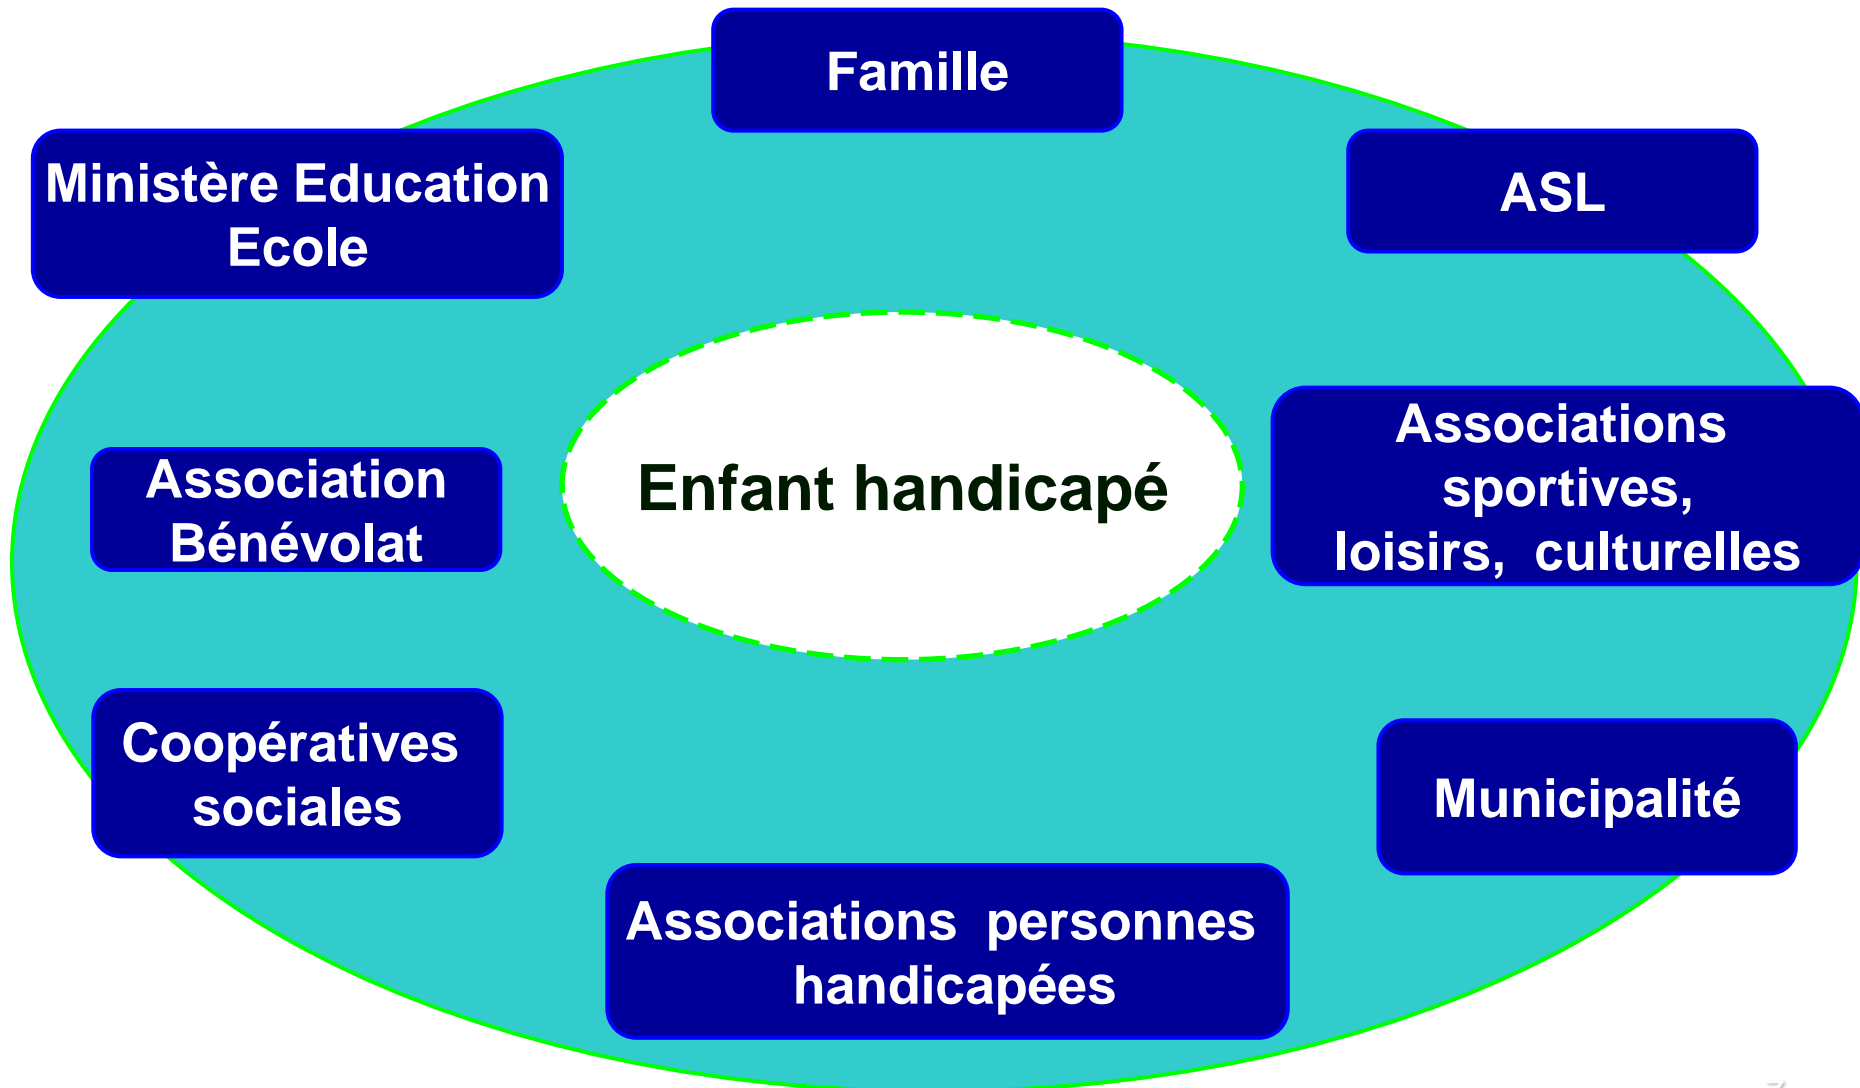 Famille
Ministère Education
Ecole
ASL
Associations
sportives,
loisirs, culturelles
Enfant handicapé
Association
Bénévolat
Coopératives
sociales
Municipalité
Associations personnes
handicapées